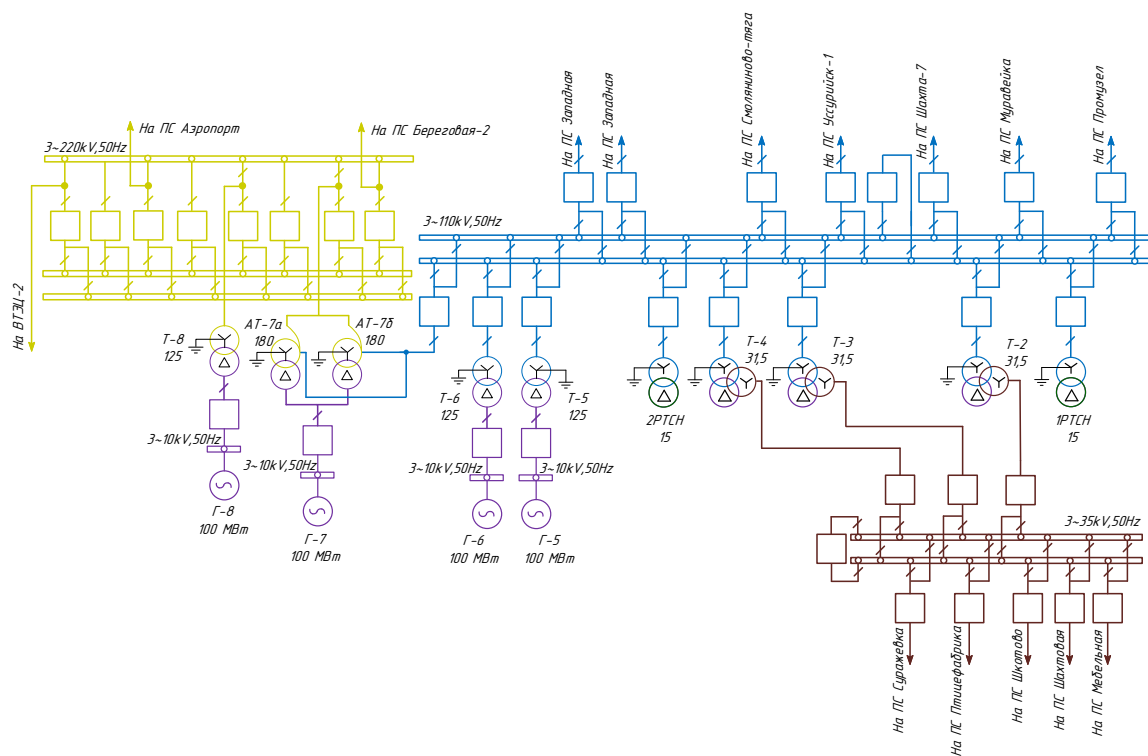 На ПС Аэропорт
На ПС Береговая-2
3~220kV,50Hz
На ВТЭЦ-2
На ПС Западная
На ПС Западная
На ПС Смоляниново-тяга
На ПС Уссурийск-1
На ПС Шахта-7
На ПС Муравейка
На ПС Промузел
3~110kV,50Hz
Т-8
125
АТ-7а
180
АТ-7б
180
Т-6
125
Т-5
125
2РТСН
15
Т-4
31,5
Т-3
31,5
Т-2
31,5
1РТСН
15
3~10kV,50Hz
3~10kV,50Hz
3~10kV,50Hz
3~10kV,50Hz
Г-8
100 МВт
Г-7
100 МВт
Г-6
100 МВт
Г-5
100 МВт
3~35kV,50Hz
На ПС Суражевка
На ПС Птицефабрика
На ПС Шкотово
На ПС Шахтовая
На ПС Мебельная